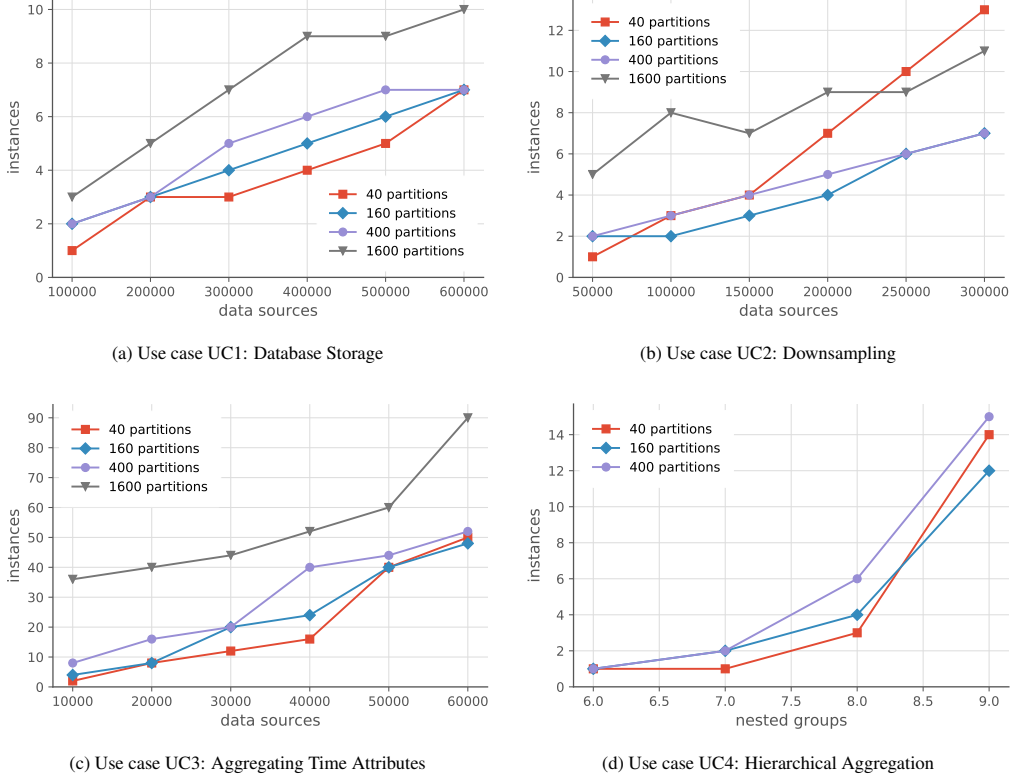 10
8
6
4
2
0
instances
40 partitions
160 partitions
400 partitions
1600 partitions
100000 200000 300000 400000 500000 600000
data sources
(a) Use case UC1: Database Storage
12
10
8
6
4
2
0
instances
40 partitions
160 partitions
400 partitions
1600 partitions
50000 100000 150000 200000 250000 300000
data sources
(b) Use case UC2: Downsampling
90
80
70
60
50
40
30
20
10
0
instances
40 partitions
160 partitions
400 partitions
1600 partitions
10000 20000 30000 40000 50000 60000
data sources
(c) Use case UC3: Aggregating Time Attributes
14
12
10
8
6
4
2
0
instances
40 partitions
160 partitions
400 partitions
6.0 6.5 7.0 7.5 8.0 8.5 9.0
nested groups
(d) Use case UC4: Hierarchical Aggregation